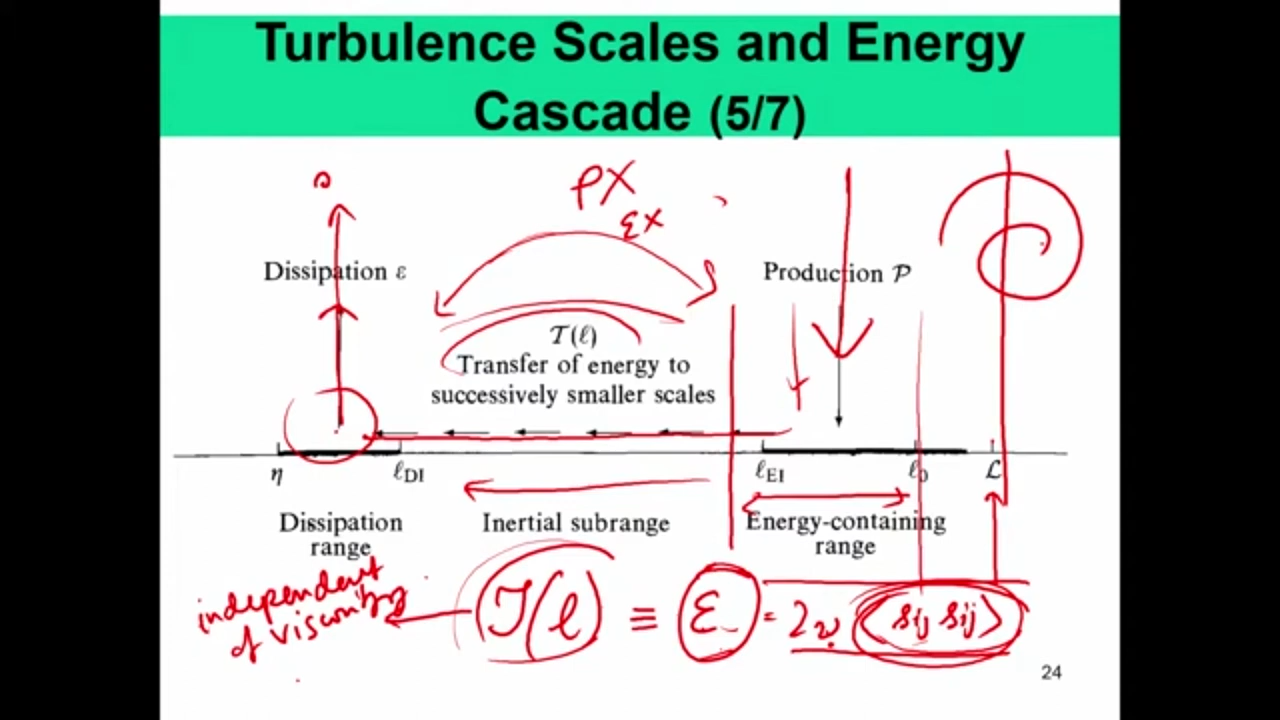 Turbulence Scales and Energy
Cascade (5/7)
PX
εX
Dissipation ε
Production 𝒫
𝒯(ℓ)
Transfer of energy to
successively smaller scales
η ℓDI ℓEI ℓ0 ℒ
Dissipation
range
Inertial subrange
Energy-containing
range
independent
of viscosity
T(l) ≡ ε = 2ν ⟨sij sij⟩
24